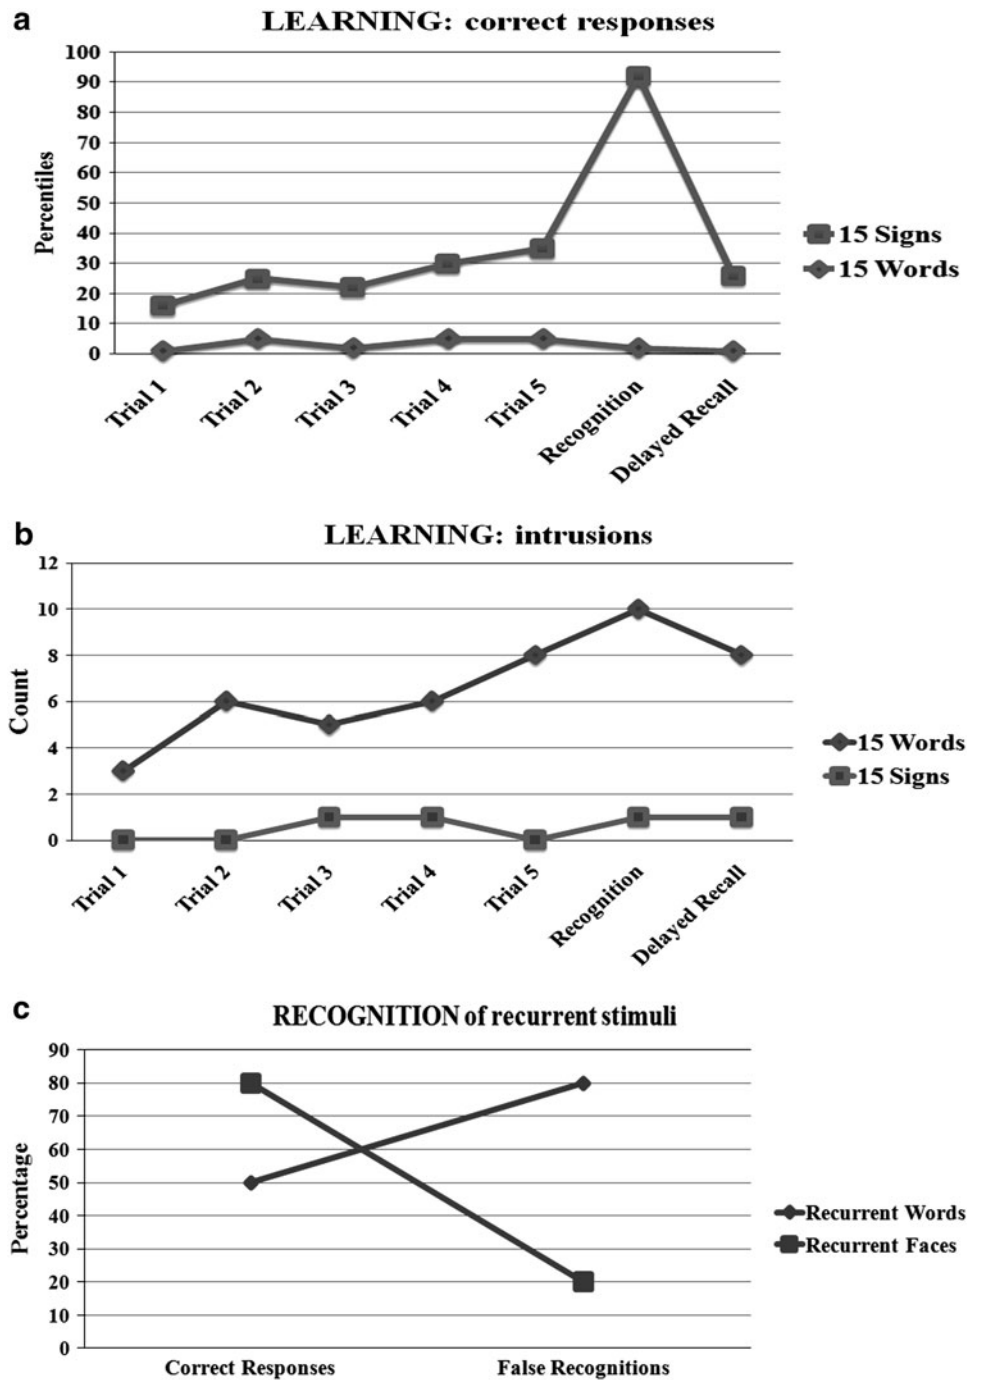 a
LEARNING: correct responses
Percentiles
100
90
80
70
60
50
40
30
20
10
0
Trial 1
Trial 2
Trial 3
Trial 4
Trial 5
Recognition
Delayed Recall
15 Signs
15 Words
b
LEARNING: intrusions
Count
12
10
8
6
4
2
0
Trial 1
Trial 2
Trial 3
Trial 4
Trial 5
Recognition
Delayed Recall
15 Words
15 Signs
c
RECOGNITION of recurrent stimuli
Percentage
90
80
70
60
50
40
30
20
10
0
Correct Responses
False Recognitions
Recurrent Words
Recurrent Faces